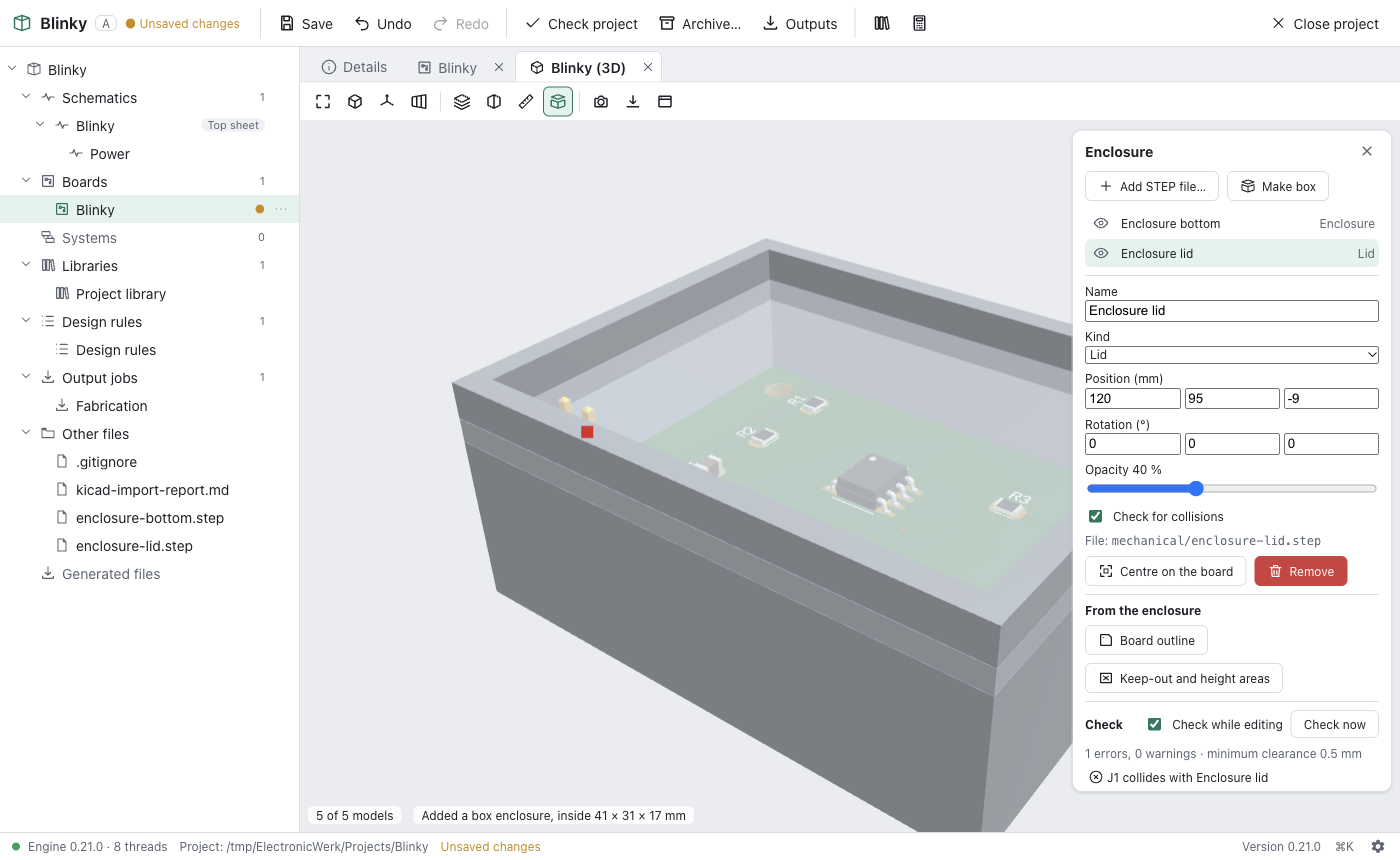 Blinky A Unsaved changes Save Undo Redo Check project Archive... Outputs Close project
Blinky
Schematics 1
Blinky Top sheet
Power
Boards 1
Blinky ···
Systems 0
Libraries 1
Project library
Design rules 1
Design rules
Output jobs 1
Fabrication
Other files
.gitignore
kicad-import-report.md
enclosure-bottom.step
enclosure-lid.step
Generated files
Details Blinky Blinky (3D)
R1
R2
R3
5 of 5 models Added a box enclosure, inside 41 × 31 × 17 mm
Enclosure
Add STEP file... Make box
Enclosure bottom Enclosure
Enclosure lid Lid
Name
Enclosure lid
Kind
Lid
Position (mm)
120 95 -9
Rotation (°)
0 0 0
Opacity 40 %
Check for collisions
File: mechanical/enclosure-lid.step
Centre on the board Remove
From the enclosure
Board outline
Keep-out and height areas
Check Check while editing Check now
1 errors, 0 warnings · minimum clearance 0.5 mm
J1 collides with Enclosure lid
Engine 0.21.0 · 8 threads Project: /tmp/ElectronicWerk/Projects/Blinky Unsaved changes Version 0.21.0 ⌘K